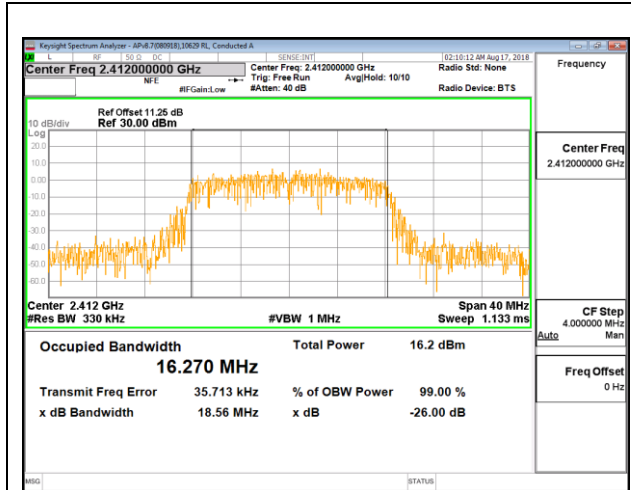 Keysight Spectrum Analyzer - APv8.7(080918),10629 RL, Conducted A
LXI L RF 50 Ω DC SENSE:INT 02:10:12 AM Aug 17, 2018
Center Freq 2.412000000 GHz
Center Freq: 2.412000000 GHz
Radio Std: None
NFE
Trig: Free Run Avg|Hold: 10/10
#IFGain:Low
#Atten: 40 dB
Radio Device: BTS
Frequency
Ref Offset 11.25 dB
10 dB/div Ref 30.00 dBm
Log
20.0
10.0
0.00
-10.0
-20.0
-30.0
-40.0
-50.0
-60.0
Center 2.412 GHz Span 40 MHz
#Res BW 330 kHz #VBW 1 MHz Sweep 1.133 ms
Center Freq
2.412000000 GHz
CF Step
4.000000 MHz
Auto Man
Freq Offset
0 Hz
Occupied Bandwidth Total Power 16.2 dBm
16.270 MHz
Transmit Freq Error 35.713 kHz % of OBW Power 99.00 %
x dB Bandwidth 18.56 MHz x dB -26.00 dB
MSG STATUS